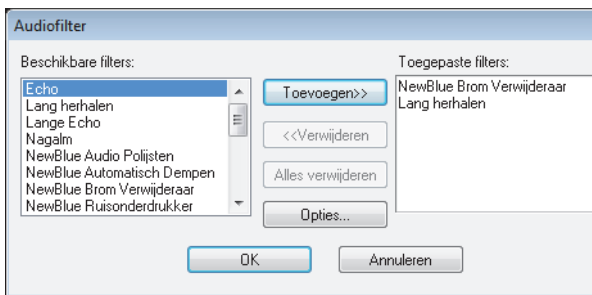 Audiofilter
Beschikbare filters:
Echo
Lang herhalen
Lange Echo
Nagalm
NewBlue Audio Polijsten
NewBlue Automatisch Dempen
NewBlue Brom Verwijderaar
NewBlue Ruisonderdrukker
Toevoegen>>
<<Verwijderen
Alles verwijderen
Opties...
Toegepaste filters:
NewBlue Brom Verwijderaar
Lang herhalen
OK
Annuleren